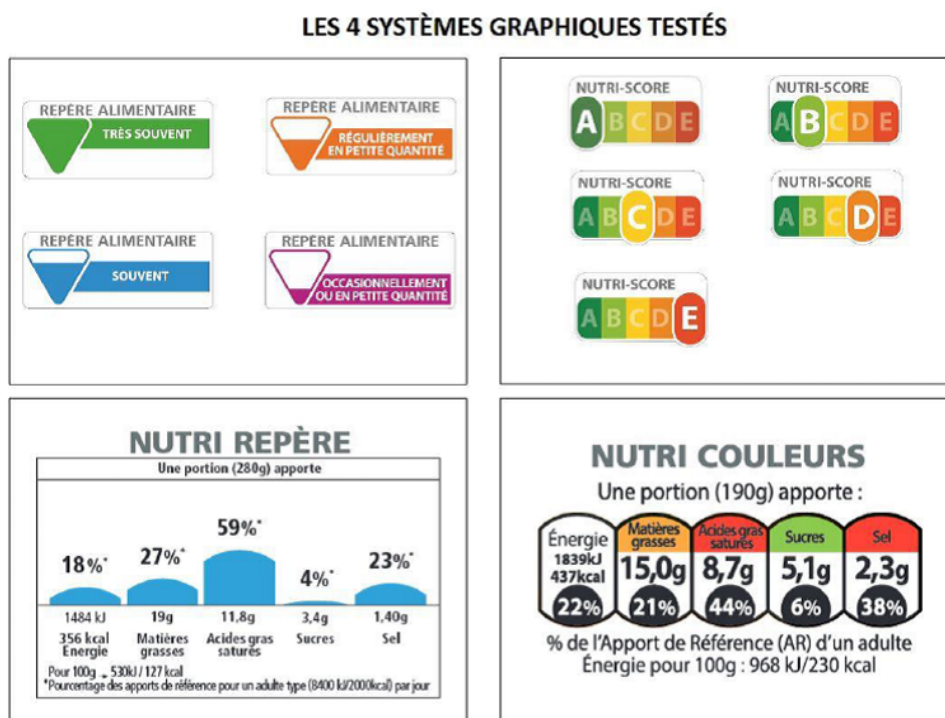 LES 4 SYSTÈMES GRAPHIQUES TESTÉS
REPÈRE ALIMENTAIRE
TRÈS SOUVENT
REPÈRE ALIMENTAIRE
RÉGULIÈREMENT
EN PETITE QUANTITÉ
REPÈRE ALIMENTAIRE
SOUVENT
REPÈRE ALIMENTAIRE
OCCASIONNELLEMENT
OU EN PETITE QUANTITÉ
NUTRI-SCORE
A B C D E
NUTRI-SCORE
A B C D E
NUTRI-SCORE
A B C D E
NUTRI-SCORE
A B C D E
NUTRI-SCORE
A B C D E
NUTRI REPÈRE
Une portion (280g) apporte
18%* 27%* 59%* 4%* 23%*
1484 kJ 19g 11,8g 3,4g 1,40g
356 kcal Matières Acides gras Sucres Sel
Énergie grasses saturés
Pour 100g : 530kJ / 127 kcal
*Pourcentage des apports de référence pour un adulte type (8400 kJ/2000kcal) par jour
NUTRI COULEURS
Une portion (190g) apporte :
Énergie Matières grasses Acides gras saturés Sucres Sel
1839kJ
437kcal 15,0g 8,7g 5,1g 2,3g
22% 21% 44% 6% 38%
% de l'Apport de Référence (AR) d'un adulte
Énergie pour 100g : 968 kJ/230 kcal